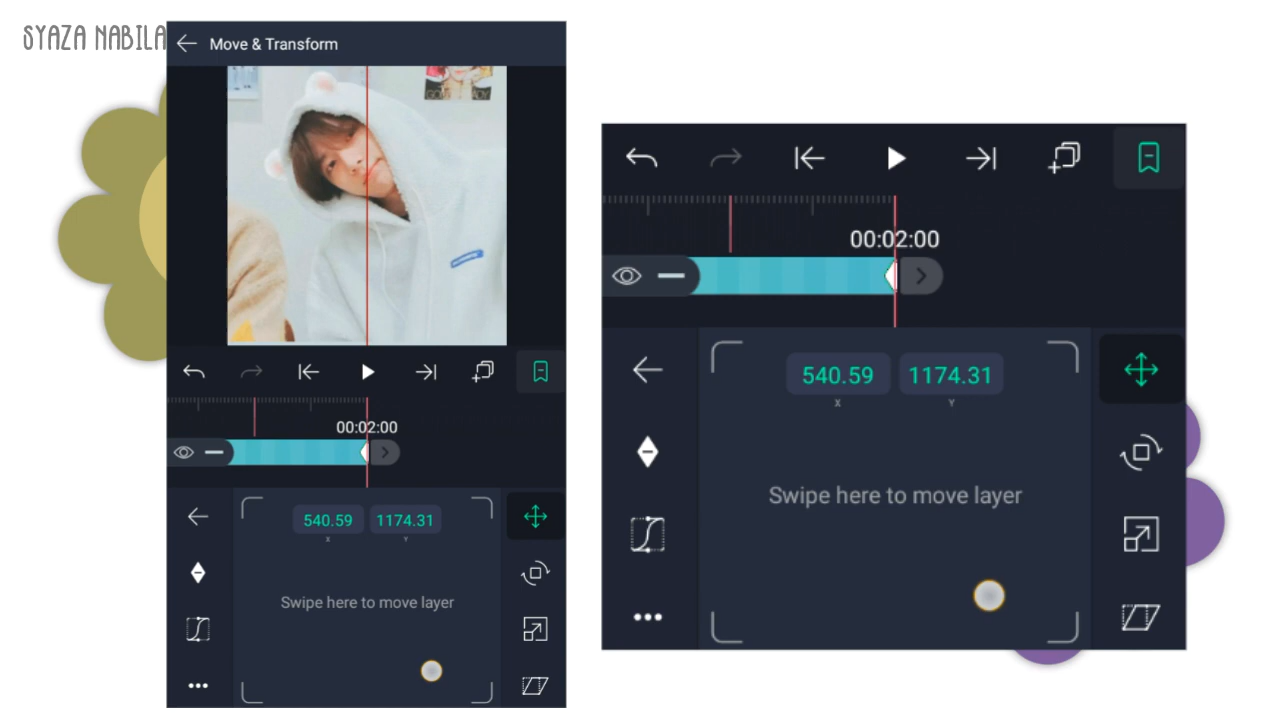 SYAZA NABILA
Move & Transform
00:02:00
540.59 1174.31
X Y
Swipe here to move layer
00:02:00
540.59 1174.31
X Y
Swipe here to move layer